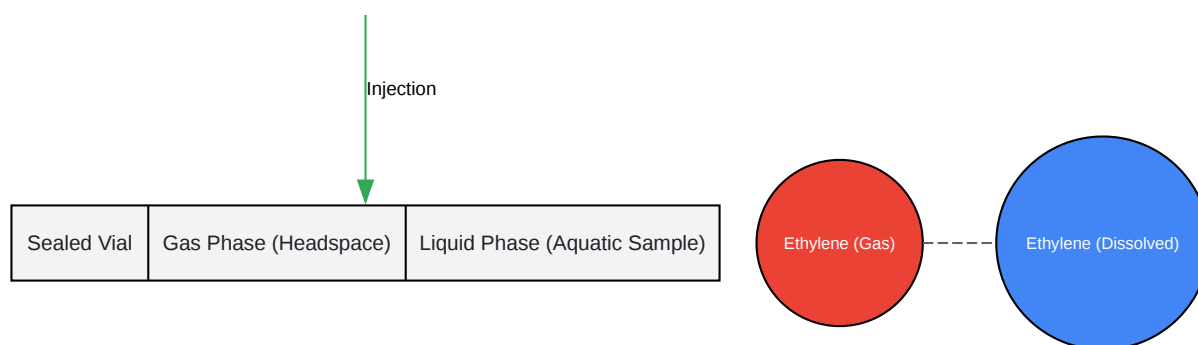 Injection
Sealed Vial
Gas Phase (Headspace)
Liquid Phase (Aquatic Sample)
Ethylene (Gas)
Ethylene (Dissolved)